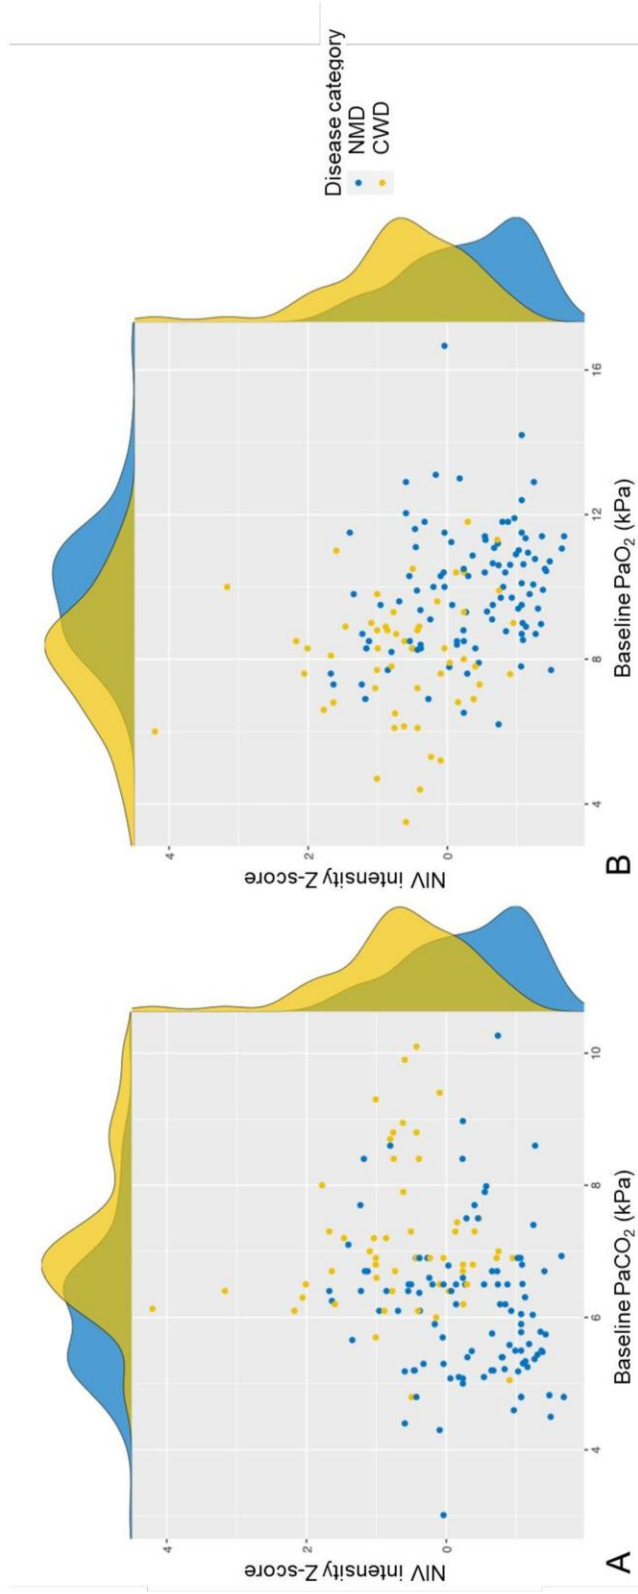 4
2
0
NIV intensity Z-score
4
6
8
10
Baseline PaCO₂ (kPa)
A
4
2
0
NIV intensity Z-score
4
8
12
16
Baseline PaO₂ (kPa)
B
Disease category
NMD
CWD